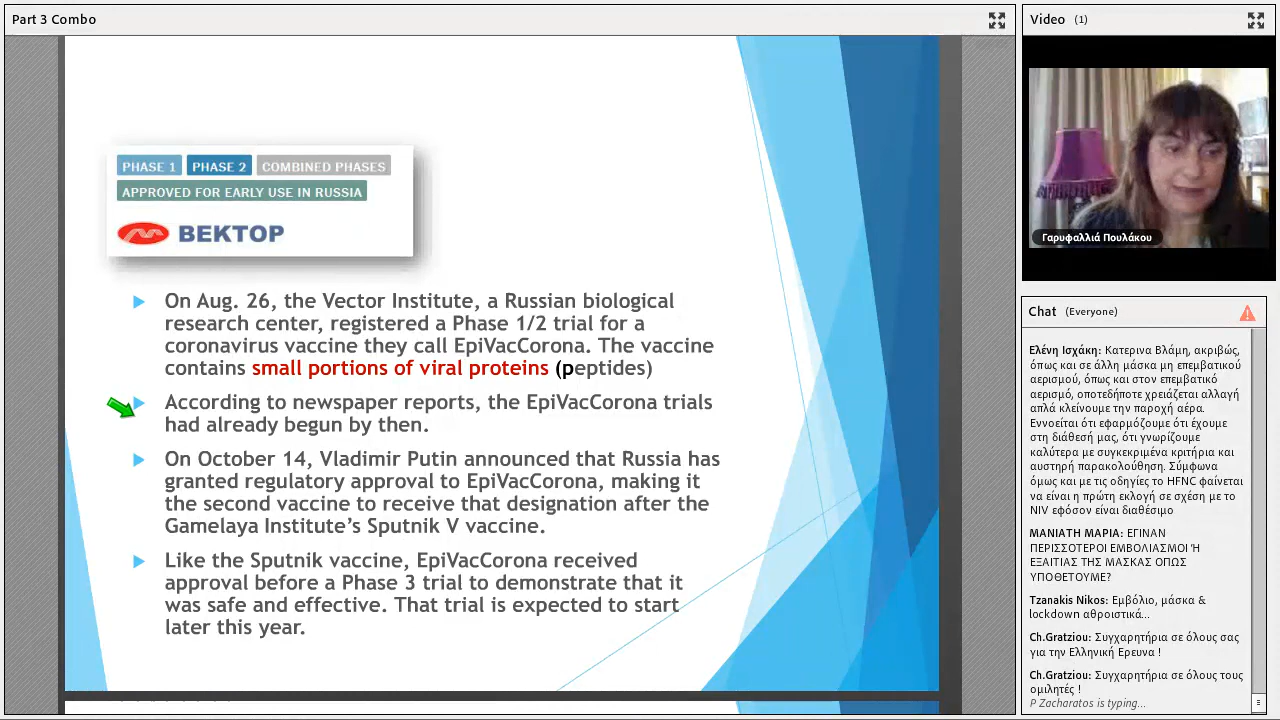 Part 3 Combo
PHASE 1 PHASE 2 COMBINED PHASES
APPROVED FOR EARLY USE IN RUSSIA
ВЕКТОР
On Aug. 26, the Vector Institute, a Russian biological
research center, registered a Phase 1/2 trial for a
coronavirus vaccine they call EpiVacCorona. The vaccine
contains small portions of viral proteins (peptides)
According to newspaper reports, the EpiVacCorona trials
had already begun by then.
On October 14, Vladimir Putin announced that Russia has
granted regulatory approval to EpiVacCorona, making it
the second vaccine to receive that designation after the
Gamelaya Institute’s Sputnik V vaccine.
Like the Sputnik vaccine, EpiVacCorona received
approval before a Phase 3 trial to demonstrate that it
was safe and effective. That trial is expected to start
later this year.
Video (1)
Γαρυφαλλιά Πουλάκου
Chat (Everyone)
Ελένη Ισχάκη: Κατερινα Βλάμη, ακριβώς,
όπως και σε άλλη μάσκα μη επεμβατικού
αερισμού, όπως και στον επεμβατικό
αερισμό, οποτεδήποτε χρειάζεται αλλαγή
απλά κλείνουμε την παροχή αέρα.
Εννοείται ότι εφαρμόζουμε ότι έχουμε
στη διάθεσή μας, ότι γνωρίζουμε
καλύτερα με συγκεκριμένα κριτήρια και
αυστηρή παρακολούθηση. Σύμφωνα
όμως και με τις οδηγίες το HFNC φαίνεται
να είναι η πρώτη εκλογή σε σχέση με το
NIV εφόσον είναι διαθέσιμο
ΜΑΝΙΑΤΗ ΜΑΡΙΑ: ΕΓΙΝΑΝ
ΠΕΡΙΣΣΟΤΕΡΟΙ ΕΜΒΟΛΙΑΣΜΟΙ Ή
ΕΞΑΙΤΙΑΣ ΤΗΣ ΜΑΣΚΑΣ ΟΠΩΣ
ΥΠΟΘΕΤΟΥΜΕ?
Tzanakis Nikos: Εμβόλιο, μάσκα &
lockdown αθροιστικά...
Ch.Gratziou: Συγχαρητήρια σε όλους σας
για την Ελληνική Ερευνα !
Ch.Gratziou: Συγχαρητήρια σε όλους τους
ομιλητές !
P Zacharatos is typing...